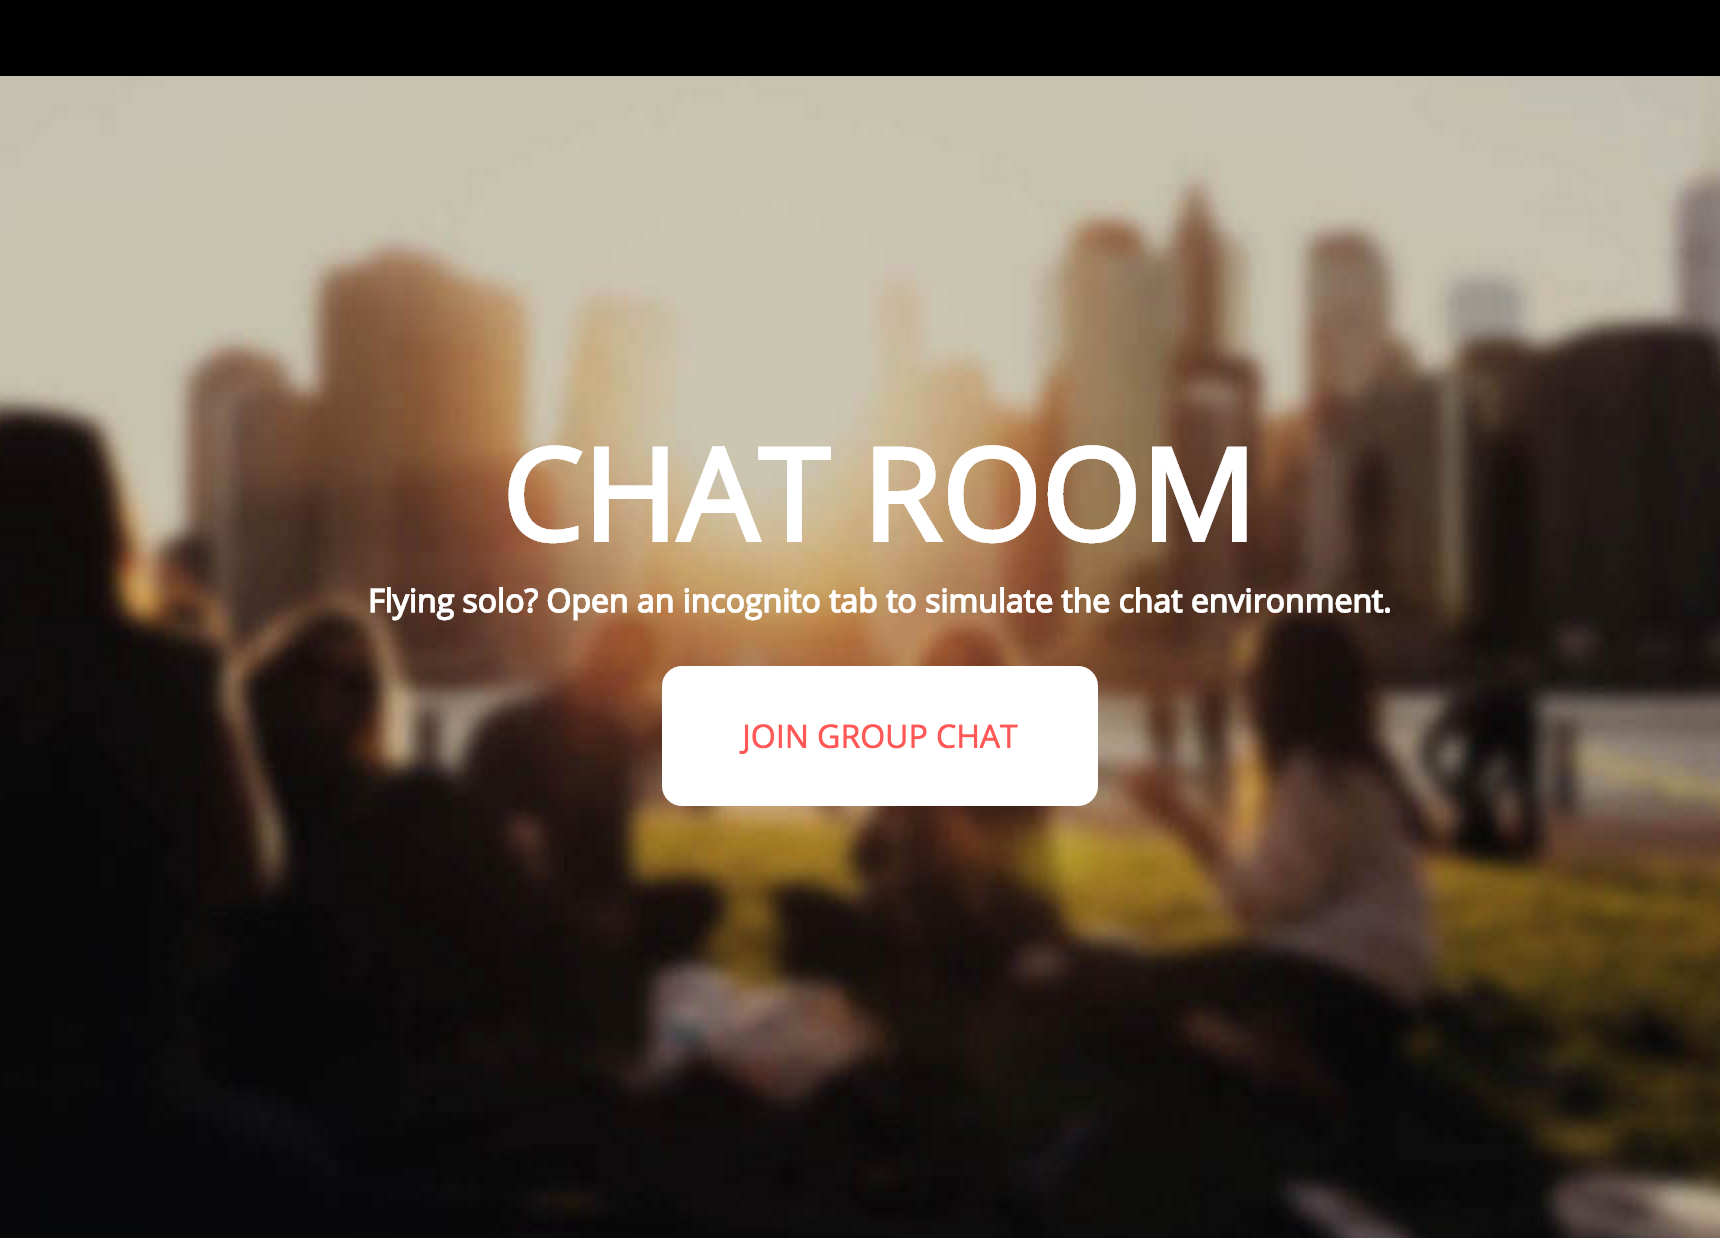 CHAT ROOM
Flying solo? Open an incognito tab to simulate the chat environment.
JOIN GROUP CHAT